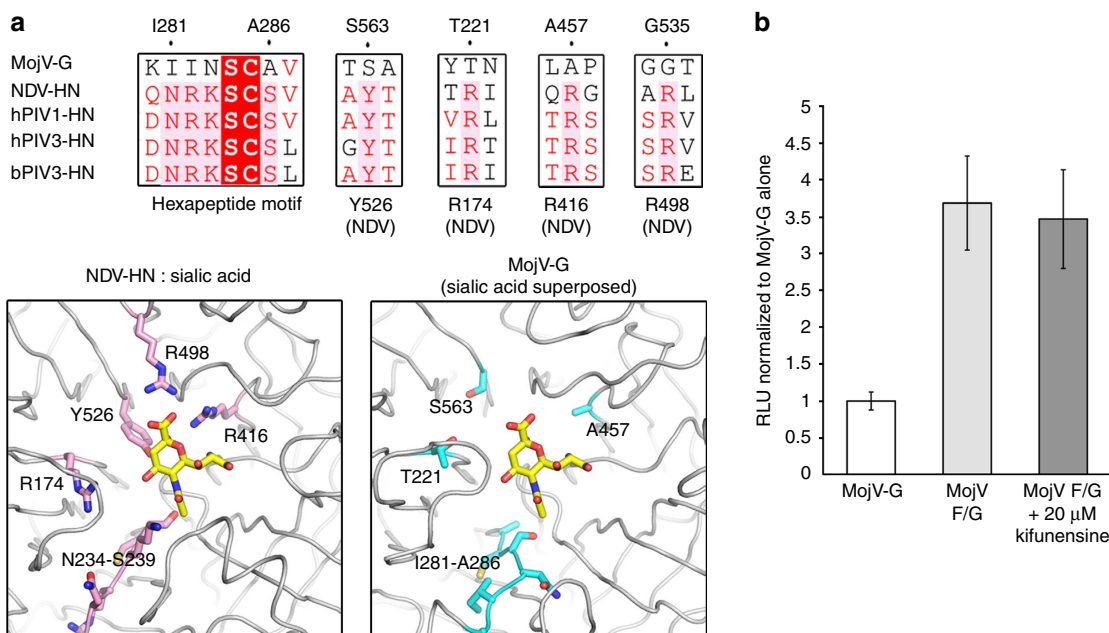 a
I281 A286 S563 T221 A457 G535
MojV-G KIINSCAV TSA YTN LAP GGT
NDV-HN QNRKSCSV AYT TRI QRG ARL
hPIV1-HN DNRKSCSV AYT VRL TRS SRV
hPIV3-HN DNRKSCSL GYT IRT TRS SRV
bPIV3-HN DNRKSCSL AYT IRI TRS SRE
Hexapeptide motif Y526 R174 R416 R498
(NDV) (NDV) (NDV) (NDV)
NDV-HN : sialic acid
R498
Y526
R416
R174
N234-S239
MojV-G
(sialic acid superposed)
S563
A457
T221
I281-A286
b
RLU normalized to MojV-G alone
5
4.5
4
3.5
3
2.5
2
1.5
1
0.5
0
MojV-G
MojV
F/G
MojV F/G
+ 20 μM
kifunensine